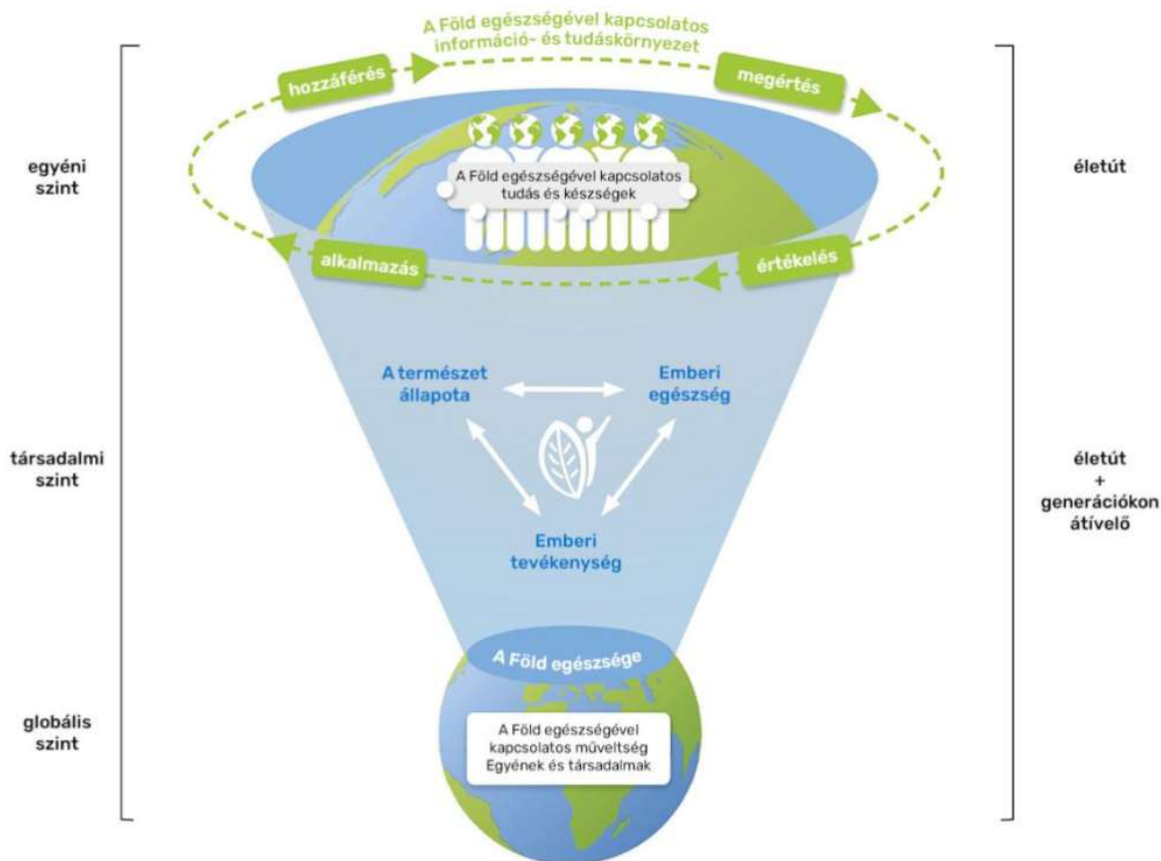 A Föld egészségével kapcsolatos
információ- és tudáskörnyezet
hozzáférés
megértés
egyéni
szint
A Föld egészségével kapcsolatos
tudás és készségek
életút
alkalmazás
értékelés
A természet
állapota
Emberi
egészség
társadalmi
szint
életút
+
generációkon
átívelő
Emberi
tevékenység
A Föld egészsége
globális
szint
A Föld egészségével
kapcsolatos műveltség
Egyének és társadalmak